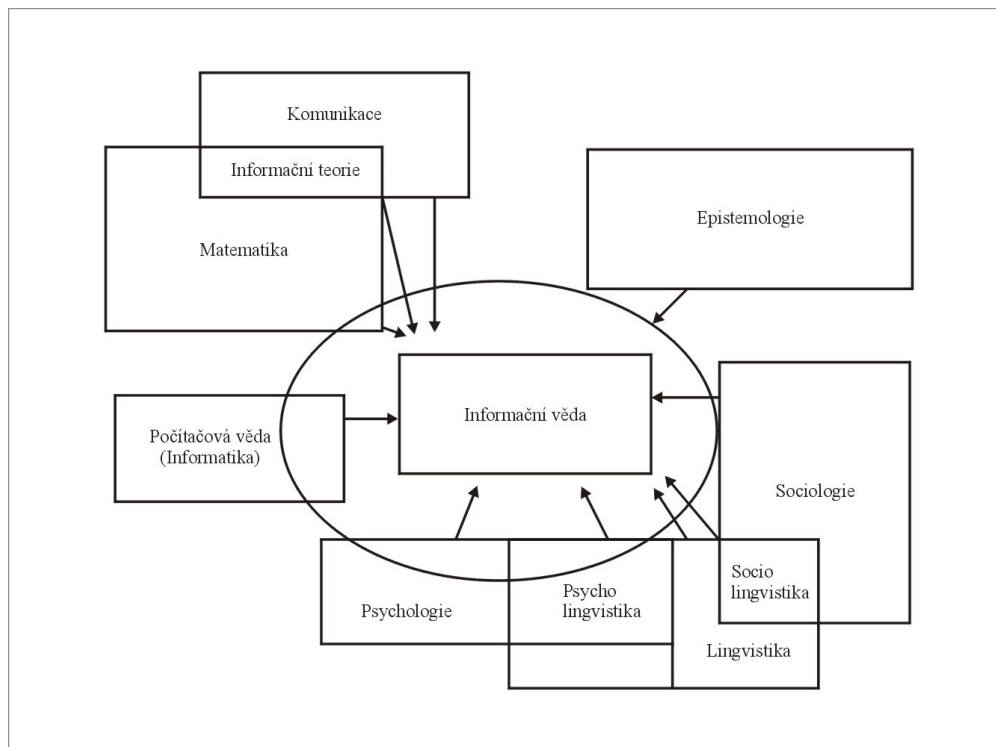 Komunikace
Informační teorie
Matematika
Epistemologie
Informační věda
Počítačová věda
(Informatika)
Sociologie
Psychologie
Psycho
lingvistika
Socio
lingvistika
Lingvistika